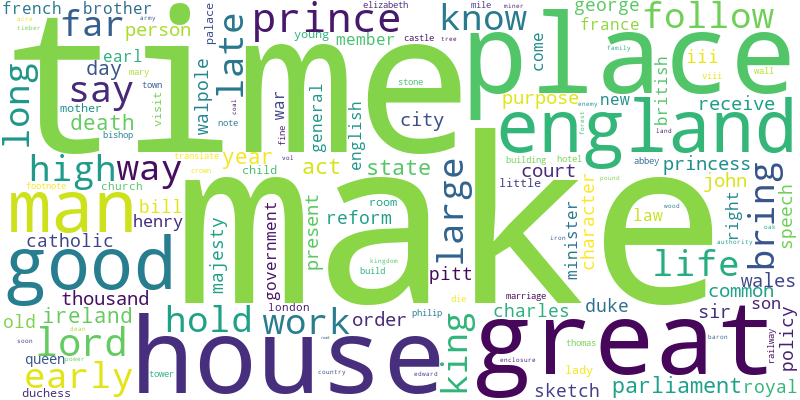 french brother elizabeth mile minor
aire army palace young george
far prince know follow
timber person late member castle tree france
time place
earl family
long say day mary walpole war general come iii viii wall
mother town visit stone british
death coal english purpose new receive
bishop note fine city england enemy forest land
high way translate year act state building hotel abbey princess
crown vol child court little pound
man footnote church make large character john bring
bill room law wood right speech
henry majesty government present reform minister oak
catholic kingdom iron authority
good build pitt life wales
thousand london marriage die common son
old ireland house philip order charles duke sir policy
lord hold work king great royal
soon dean road baron railway
queen power thomas
early tower country edward enclosure lady
duchess sketch parliament